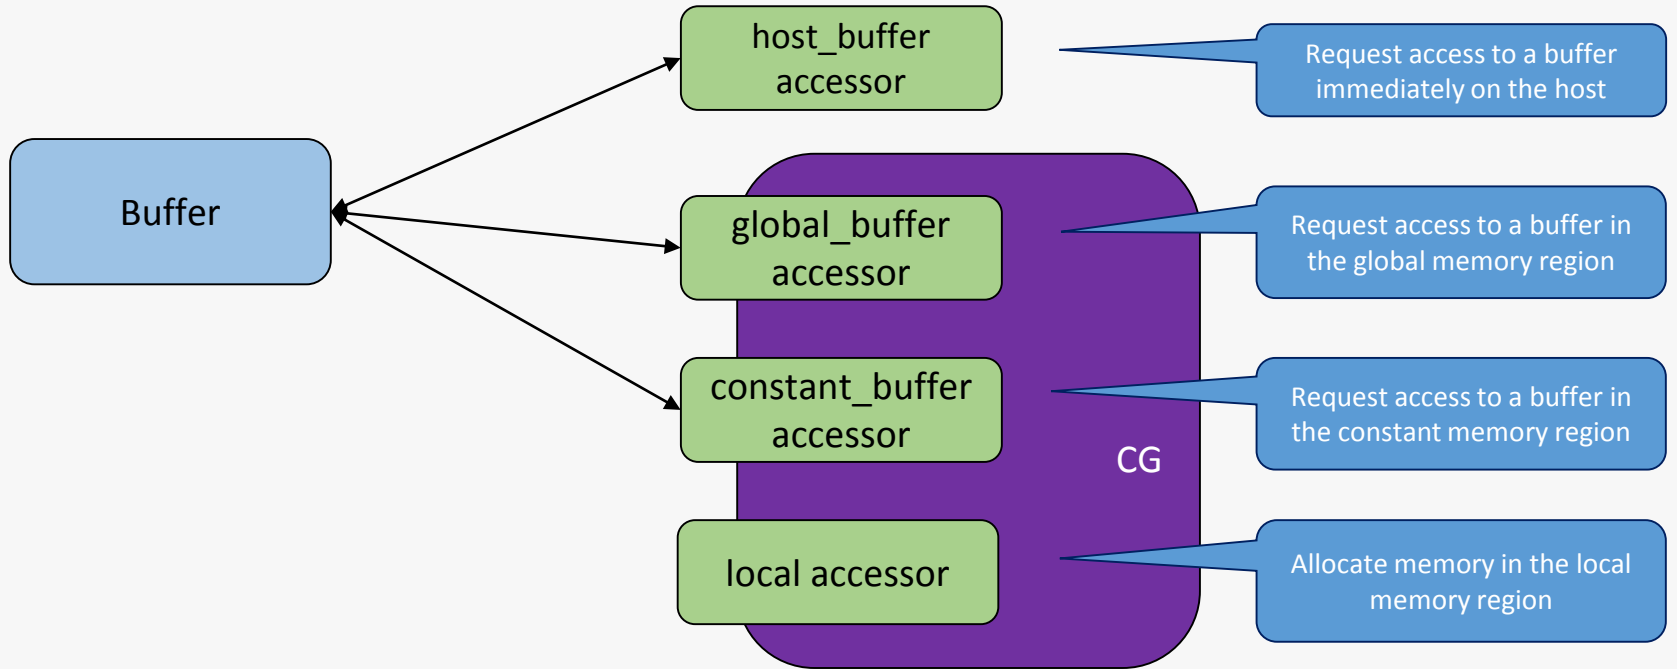 host_buffer
accessor
Request access to a buffer
immediately on the host
Buffer
global_buffer
accessor
Request access to a buffer in
the global memory region
constant_buffer
accessor
Request access to a buffer in
the constant memory region
CG
local accessor
Allocate memory in the local
memory region